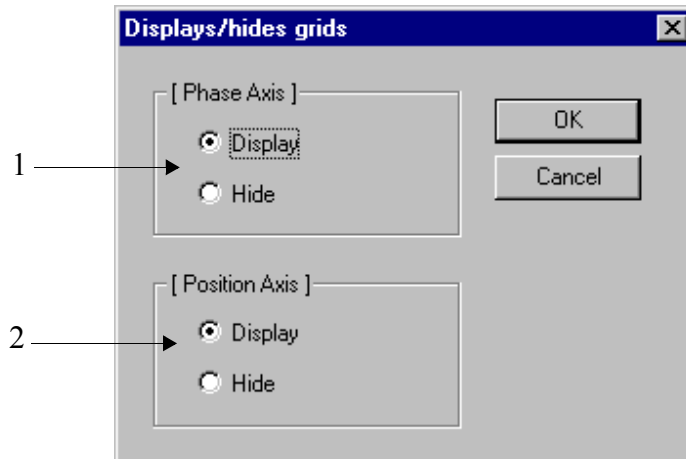 Displays/hides grids
[ Phase Axis ]
Display
Hide
OK
Cancel
1
[ Position Axis ]
Display
Hide
2